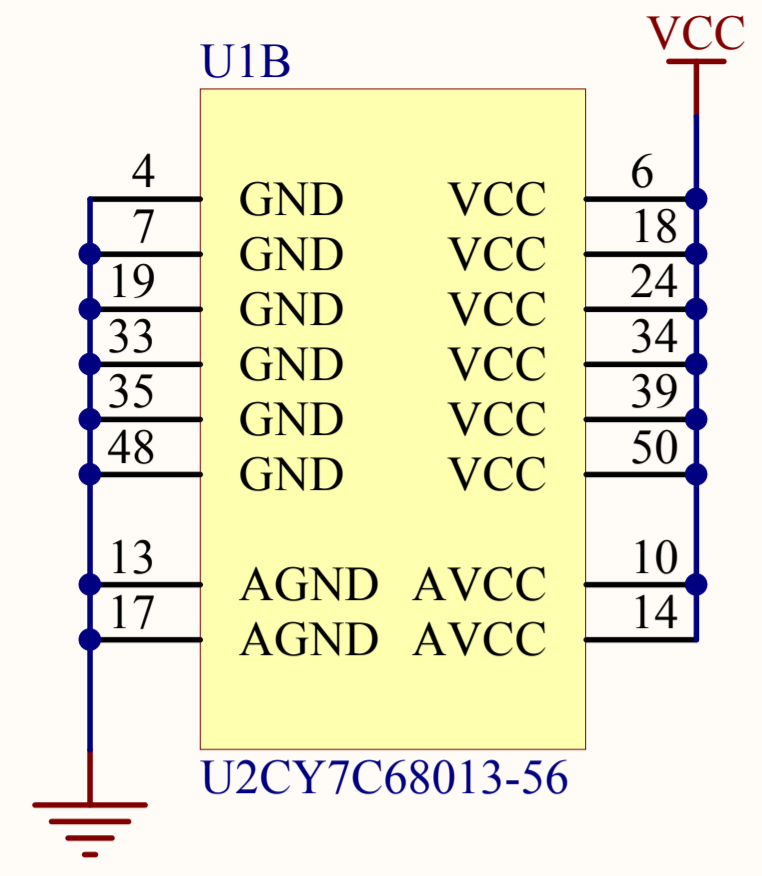 VCC
U1B
4 GND VCC 6
7 GND VCC 18
19 GND VCC 24
33 GND VCC 34
35 GND VCC 39
48 GND VCC 50
13 AGND AVCC 10
17 AGND AVCC 14
U2CY7C68013-56